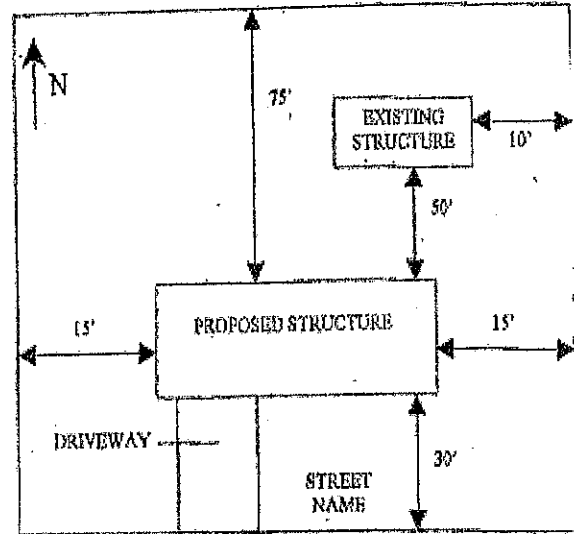 N
75'
EXISTING
STRUCTURE
10'
50'
15'
PROPOSED STRUCTURE
15'
DRIVEWAY
30'
STREET
NAME